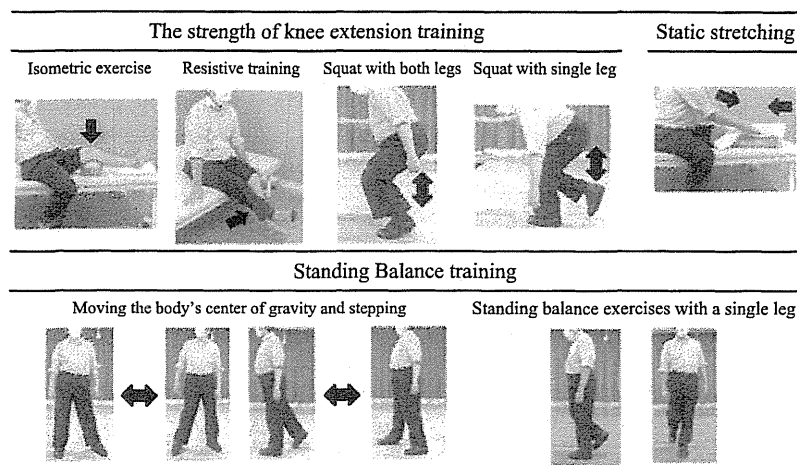 The strength of knee extension training
Static stretching
Isometric exercise
Resistive training
Squat with both legs
Squat with single leg
Standing Balance training
Moving the body's center of gravity and stepping
Standing balance exercises with a single leg